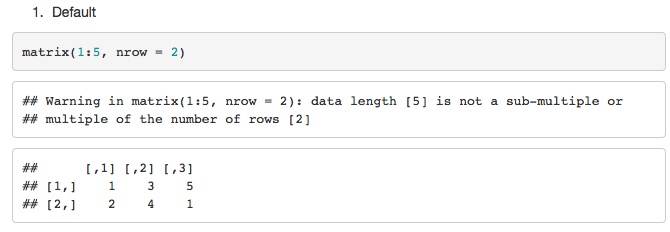 1. Default
matrix(1:5, nrow = 2)
## Warning in matrix(1:5, nrow = 2): data length [5] is not a sub-multiple or
## multiple of the number of rows [2]
##      [,1] [,2] [,3]
## [1,]    1    3    5
## [2,]    2    4    1